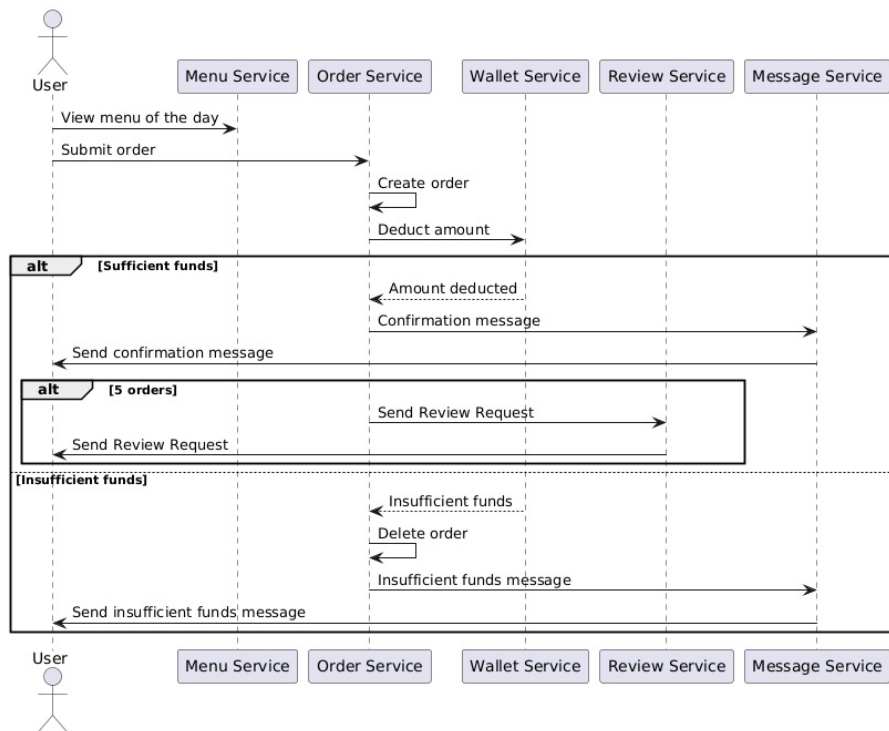 User
Menu Service
Order Service
Wallet Service
Review Service
Message Service
View menu of the day
Submit order
Create order
Deduct amount
alt [Sufficient funds]
Amount deducted
Confirmation message
Send confirmation message
alt [5 orders]
Send Review Request
Send Review Request
[Insufficient funds]
Insufficient funds
Delete order
Insufficient funds message
Send insufficient funds message
User
Menu Service
Order Service
Wallet Service
Review Service
Message Service